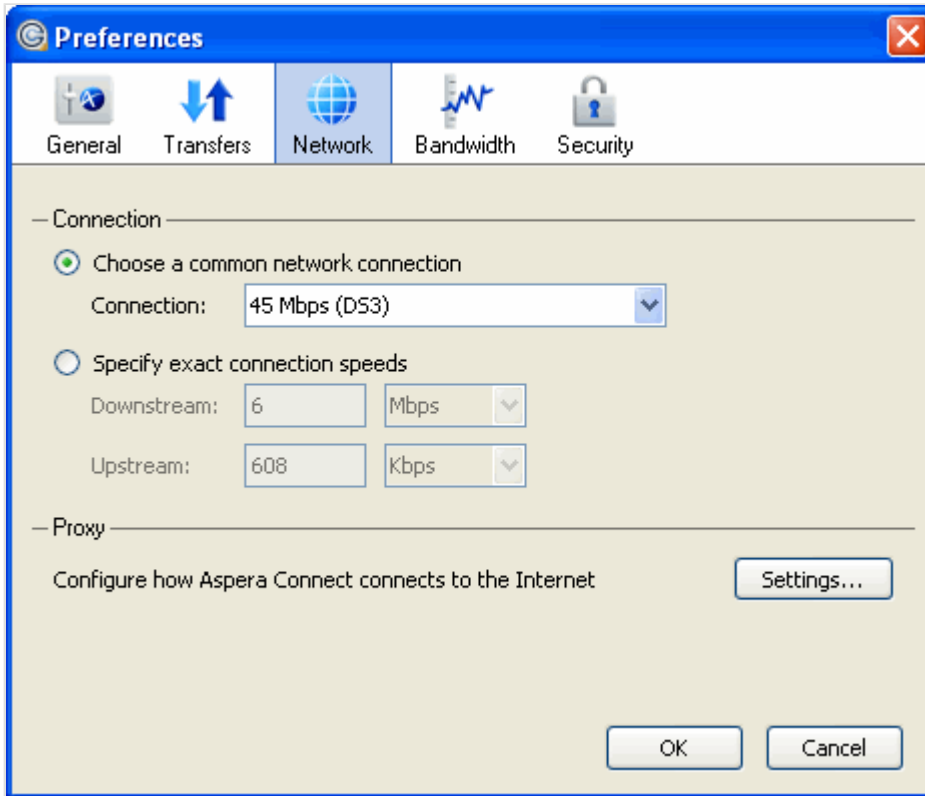 Preferences
General Transfers Network Bandwidth Security
Connection
Choose a common network connection
Connection: 45 Mbps (DS3)
Specify exact connection speeds
Downstream: 6 Mbps
Upstream: 608 Kbps
Proxy
Configure how Aspera Connect connects to the Internet Settings...
OK Cancel